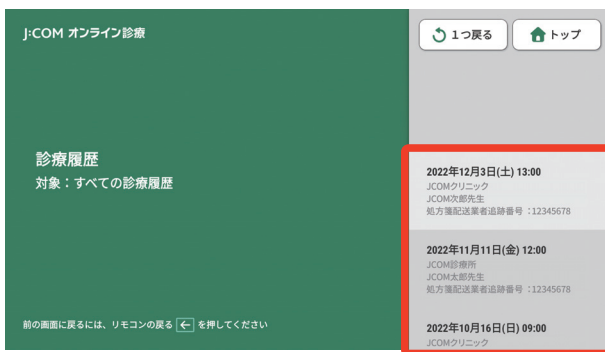 J:COM オンライン診療
1つ戻る
トップ
診療履歴
対象:すべての診療履歴
前の画面に戻るには、リモコンの戻る ← を押してください
2022年12月3日(土) 13:00
JCOMクリニック
JCOM次郎先生
処方箋配送業者追跡番号 :12345678
2022年11月11日(金) 12:00
JCOM診療所
JCOM太郎先生
処方箋配送業者追跡番号 :12345678
2022年10月16日(日) 09:00
JCOMクリニック